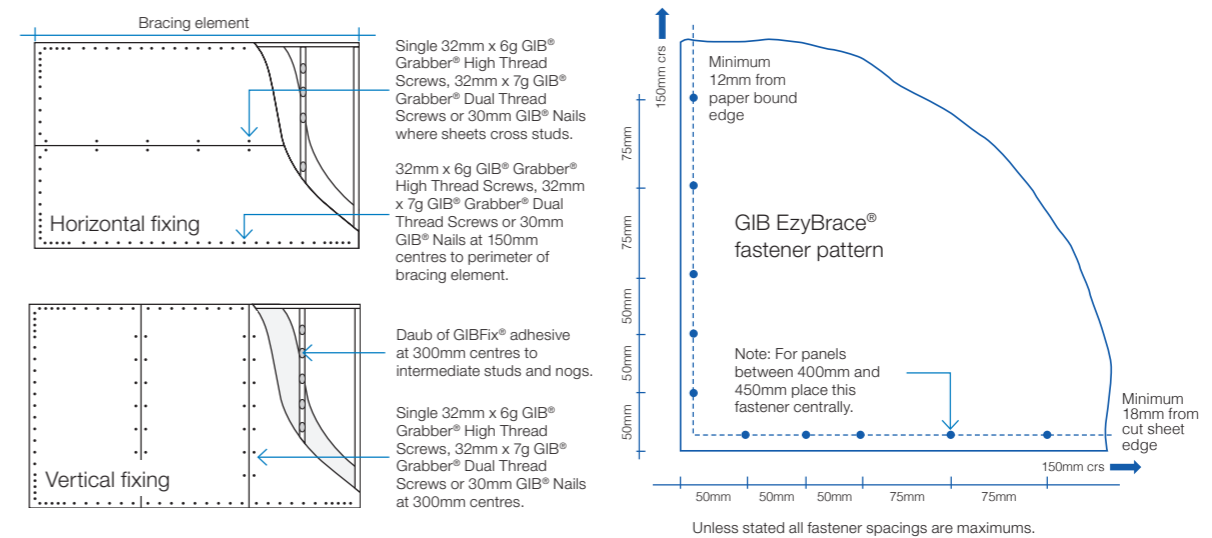 Bracing element
Single 32mm x 6g GIB®
Grabber® High Thread
Screws, 32mm x 7g GIB®
Grabber® Dual Thread
Screws or 30mm GIB® Nails
where sheets cross studs.
32mm x 6g GIB® Grabber®
High Thread Screws, 32mm
x 7g GIB® Grabber® Dual
Thread Screws or 30mm
GIB® Nails at 150mm
centres to perimeter of
bracing element.
Horizontal fixing
Daub of GIBFix® adhesive
at 300mm centres to
intermediate studs and nogs.
Single 32mm x 6g GIB®
Grabber® High Thread
Screws, 32mm x 7g GIB®
Grabber® Dual Thread
Screws or 30mm GIB® Nails
at 300mm centres.
Vertical fixing
150mm crs
Minimum
12mm from
paper bound
edge
75mm
75mm
50mm
50mm
50mm
GIB EzyBrace®
fastener pattern
Note: For panels
between 400mm and
450mm place this
fastener centrally.
Minimum
18mm from
cut sheet
edge
150mm crs
50mm
50mm
50mm
75mm
75mm
Unless stated all fastener spacings are maximums.